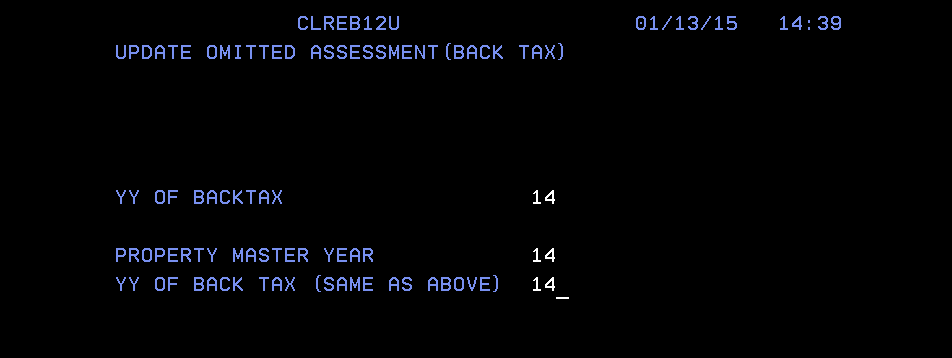 CLREB12U 01/13/15 14:39
UPDATE OMITTED ASSESSMENT(BACK TAX)
YY OF BACKTAX 14
PROPERTY MASTER YEAR 14
YY OF BACK TAX (SAME AS ABOVE) 14_